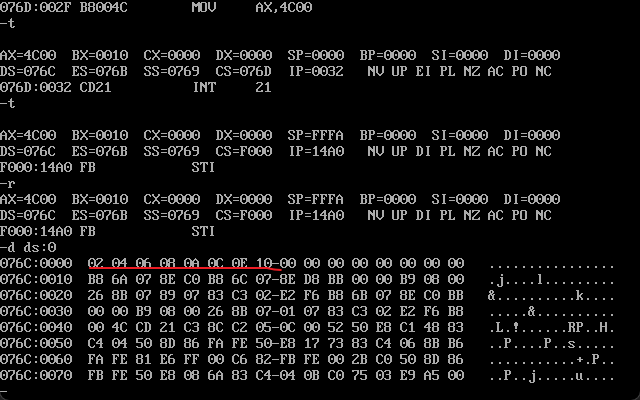 076D:002F B8004C        MOV     AX,4C00
-t

AX=4C00  BX=0010  CX=0000  DX=0000  SP=0000  BP=0000  SI=0000  DI=0000
DS=076C  ES=076B  SS=0769  CS=076D  IP=0032   NV UP EI PL NZ AC PO NC
076D:0032 CD21          INT     21
-t

AX=4C00  BX=0010  CX=0000  DX=0000  SP=FFFA  BP=0000  SI=0000  DI=0000
DS=076C  ES=076B  SS=0769  CS=F000  IP=14A0   NV UP DI PL NZ AC PO NC
F000:14A0 FB            STI
-r
AX=4C00  BX=0010  CX=0000  DX=0000  SP=FFFA  BP=0000  SI=0000  DI=0000
DS=076C  ES=076B  SS=0769  CS=F000  IP=14A0   NV UP DI PL NZ AC PO NC
F000:14A0 FB            STI
-d ds:0
076C:0000  02 04 06 08 0A 0C 0E 10-00 00 00 00 00 00 00 00   ................
076C:0010  B8 6A 07 8E C0 B8 6C 07-8E D8 BB 00 00 B9 08 00   .j....l.........
076C:0020  26 8B 07 89 07 83 C3 02-E2 F6 B8 6B 07 8E C0 BB   &..........k....
076C:0030  00 00 B9 08 00 26 8B 07-01 07 83 C3 02 E2 F6 B8   .....&..........
076C:0040  00 4C CD 21 C3 8C C2 05-0C 00 52 50 E8 C1 48 83   .L.!......RP..H.
076C:0050  C4 04 50 8D 86 FA FE 50-E8 17 73 83 C4 06 8B B6   ..P....P..s.....
076C:0060  FA FE 81 E6 FF 00 C6 82-FB FE 00 2B C0 50 8D 86   ...........+.P..
076C:0070  FB FE 50 E8 08 6A 83 C4-04 0B C0 75 03 E9 A5 00   ..P..j.....u....
-